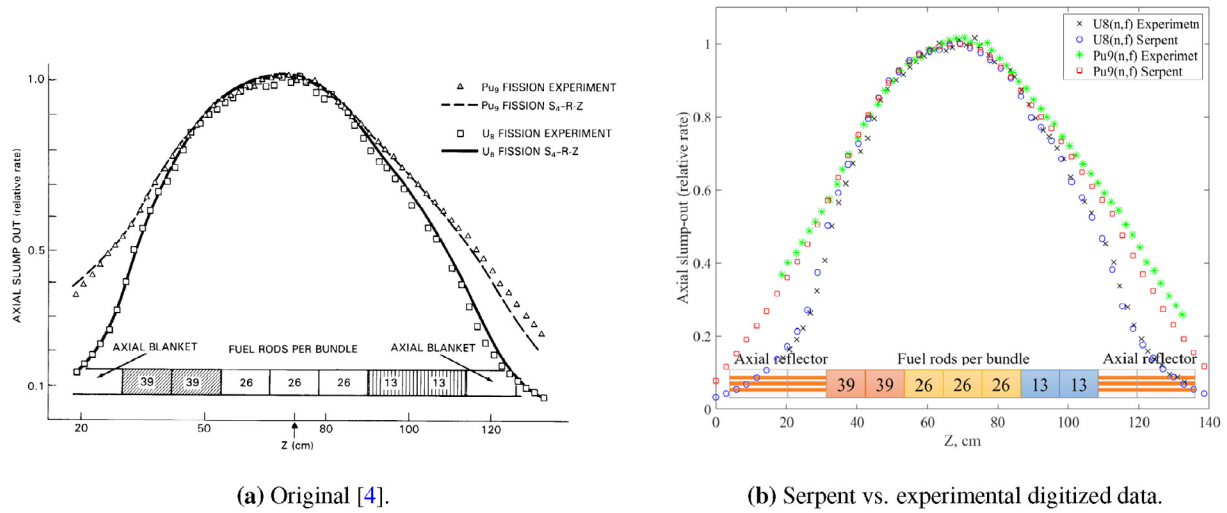 1.0
0.5
0.1
AXIAL SLUMP OUT (relative rate)
Pu₉ FISSION EXPERIMENT
Pu₉ FISSION S₄-R-Z
U₈ FISSION EXPERIMENT
U₈ FISSION S₄-R-Z
AXIAL BLANKET
FUEL RODS PER BUNDLE
AXIAL BLANKET
39 39 26 26 26 13 13
20 50 70 100 120
Z (cm)
(a) Original [4].
1
0.8
0.6
0.4
0.2
0
Axial slump-out (relative rate)
U8(n,f) Experimetn
U8(n,f) Serpent
Pu9(n,f) Experimet
Pu9(n,f) Serpent
Axial reflector
Fuel rods per bundle
Axial reflector
39 39 26 26 26 13 13
0 20 40 60 80 100 120 140
Z, cm
(b) Serpent vs. experimental digitized data.